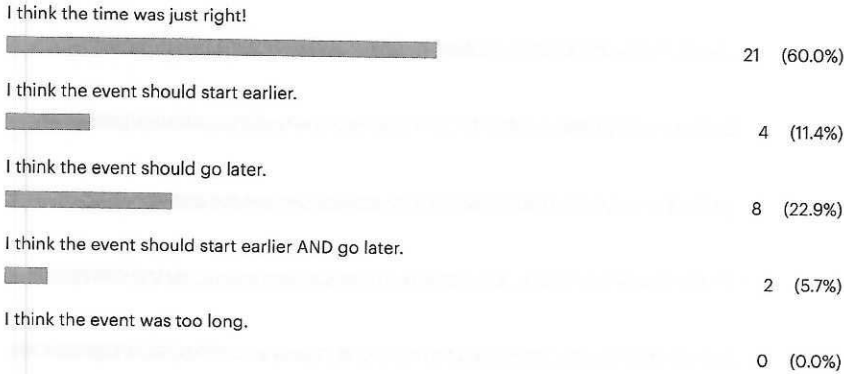 I think the time was just right!
21 (60.0%)
I think the event should start earlier.
4 (11.4%)
I think the event should go later.
8 (22.9%)
I think the event should start earlier AND go later.
2 (5.7%)
I think the event was too long.
0 (0.0%)